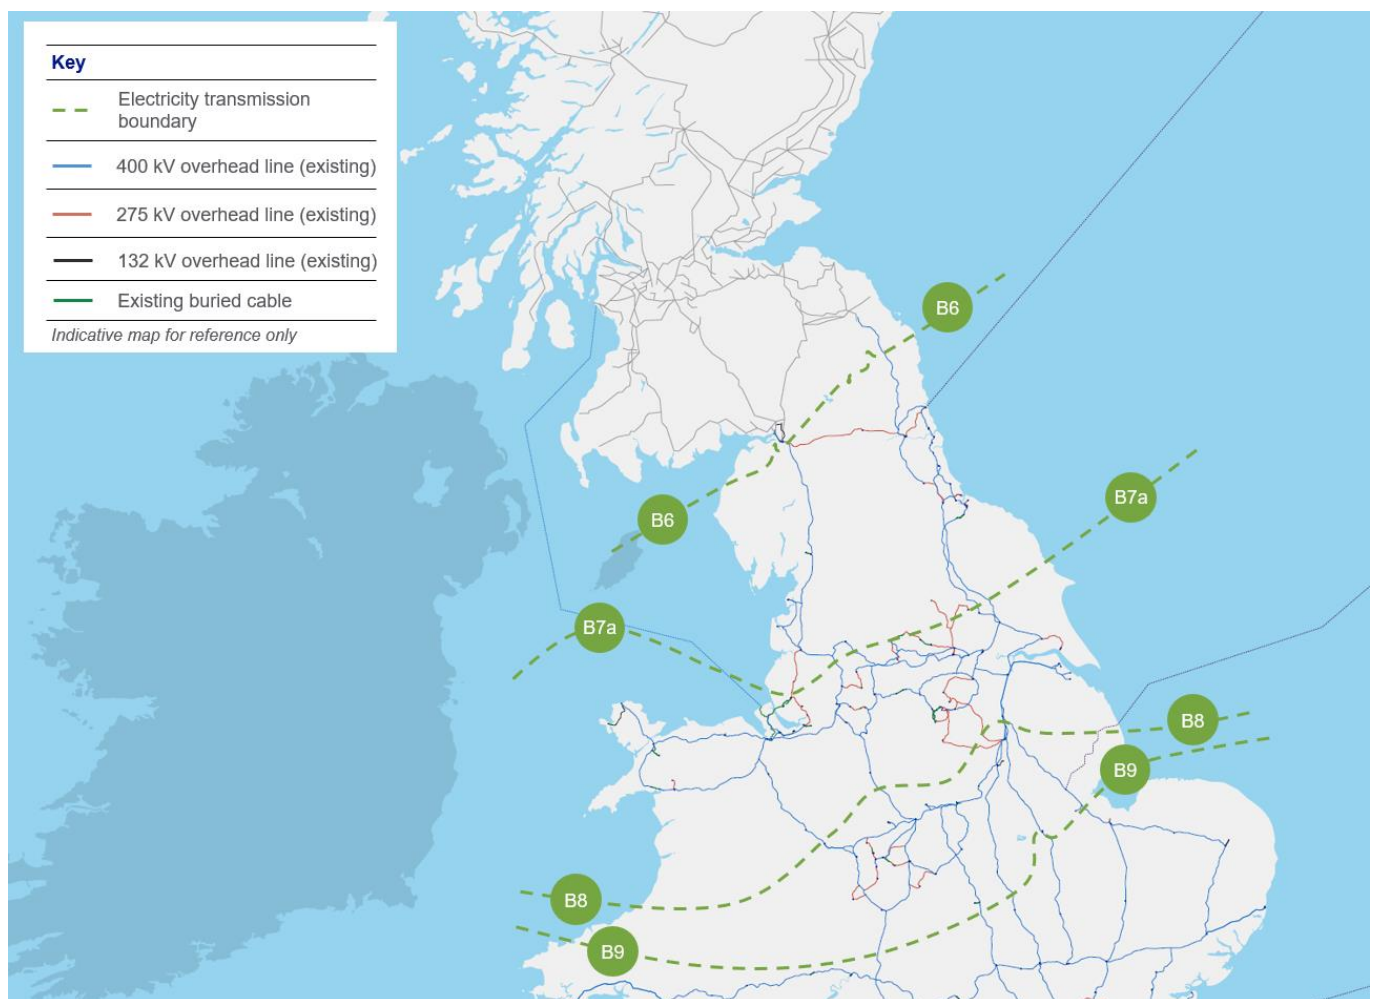 Key
Electricity transmission
boundary
400 kV overhead line (existing)
275 kV overhead line (existing)
132 kV overhead line (existing)
Existing buried cable
Indicative map for reference only
B6
B7a
B6
B7a
B8
B9
B8
B9